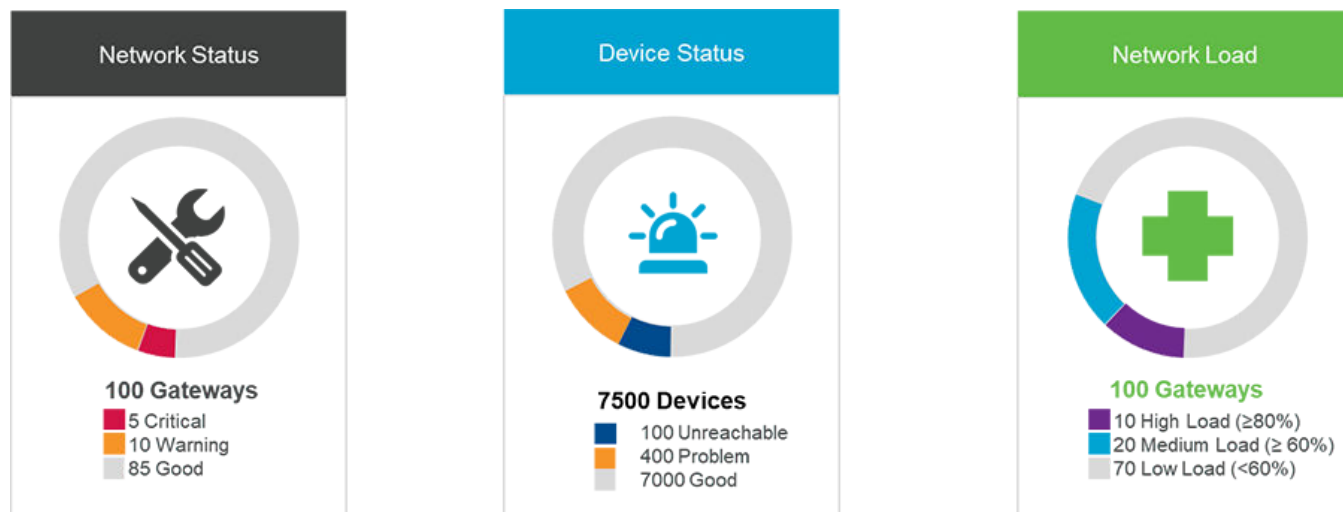 Network Status
100 Gateways
5 Critical
10 Warning
85 Good
Device Status
7500 Devices
100 Unreachable
400 Problem
7000 Good
Network Load
100 Gateways
10 High Load (≥80%)
20 Medium Load (≥ 60%)
70 Low Load (<60%)